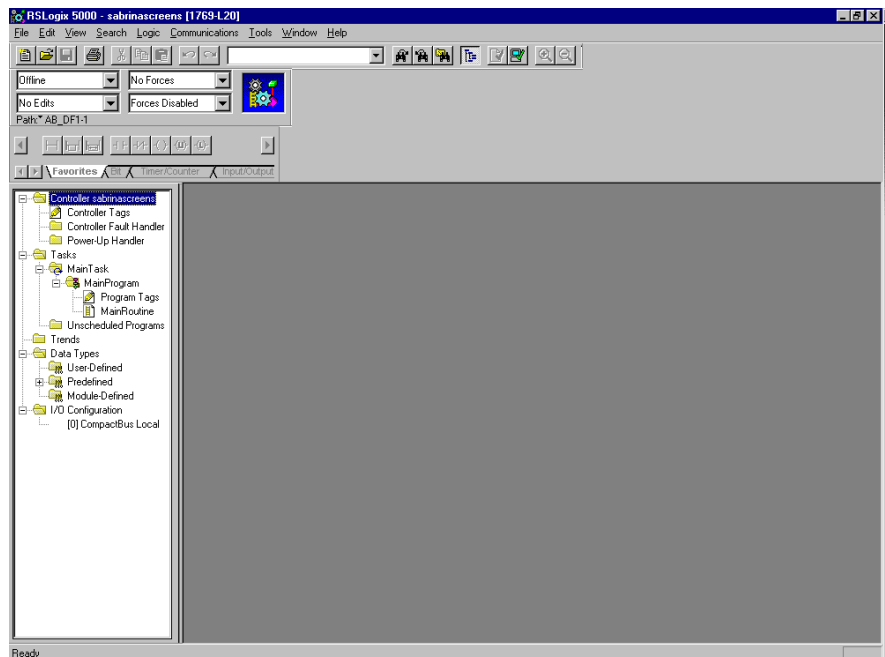 RSLogix 5000 - sabrinascreens [1769-L20]
File Edit View Search Logic Communications Tools Window Help
Offline No Forces
No Edits Forces Disabled
Path:* AB_DF1-1
Favorites Bit Timer/Counter Input/Output
Controller sabrinascreens
Controller Tags
Controller Fault Handler
Power-Up Handler
Tasks
MainTask
MainProgram
Program Tags
MainRoutine
Unscheduled Programs
Trends
Data Types
User-Defined
Predefined
Module-Defined
I/O Configuration
[0] CompactBus Local
Ready